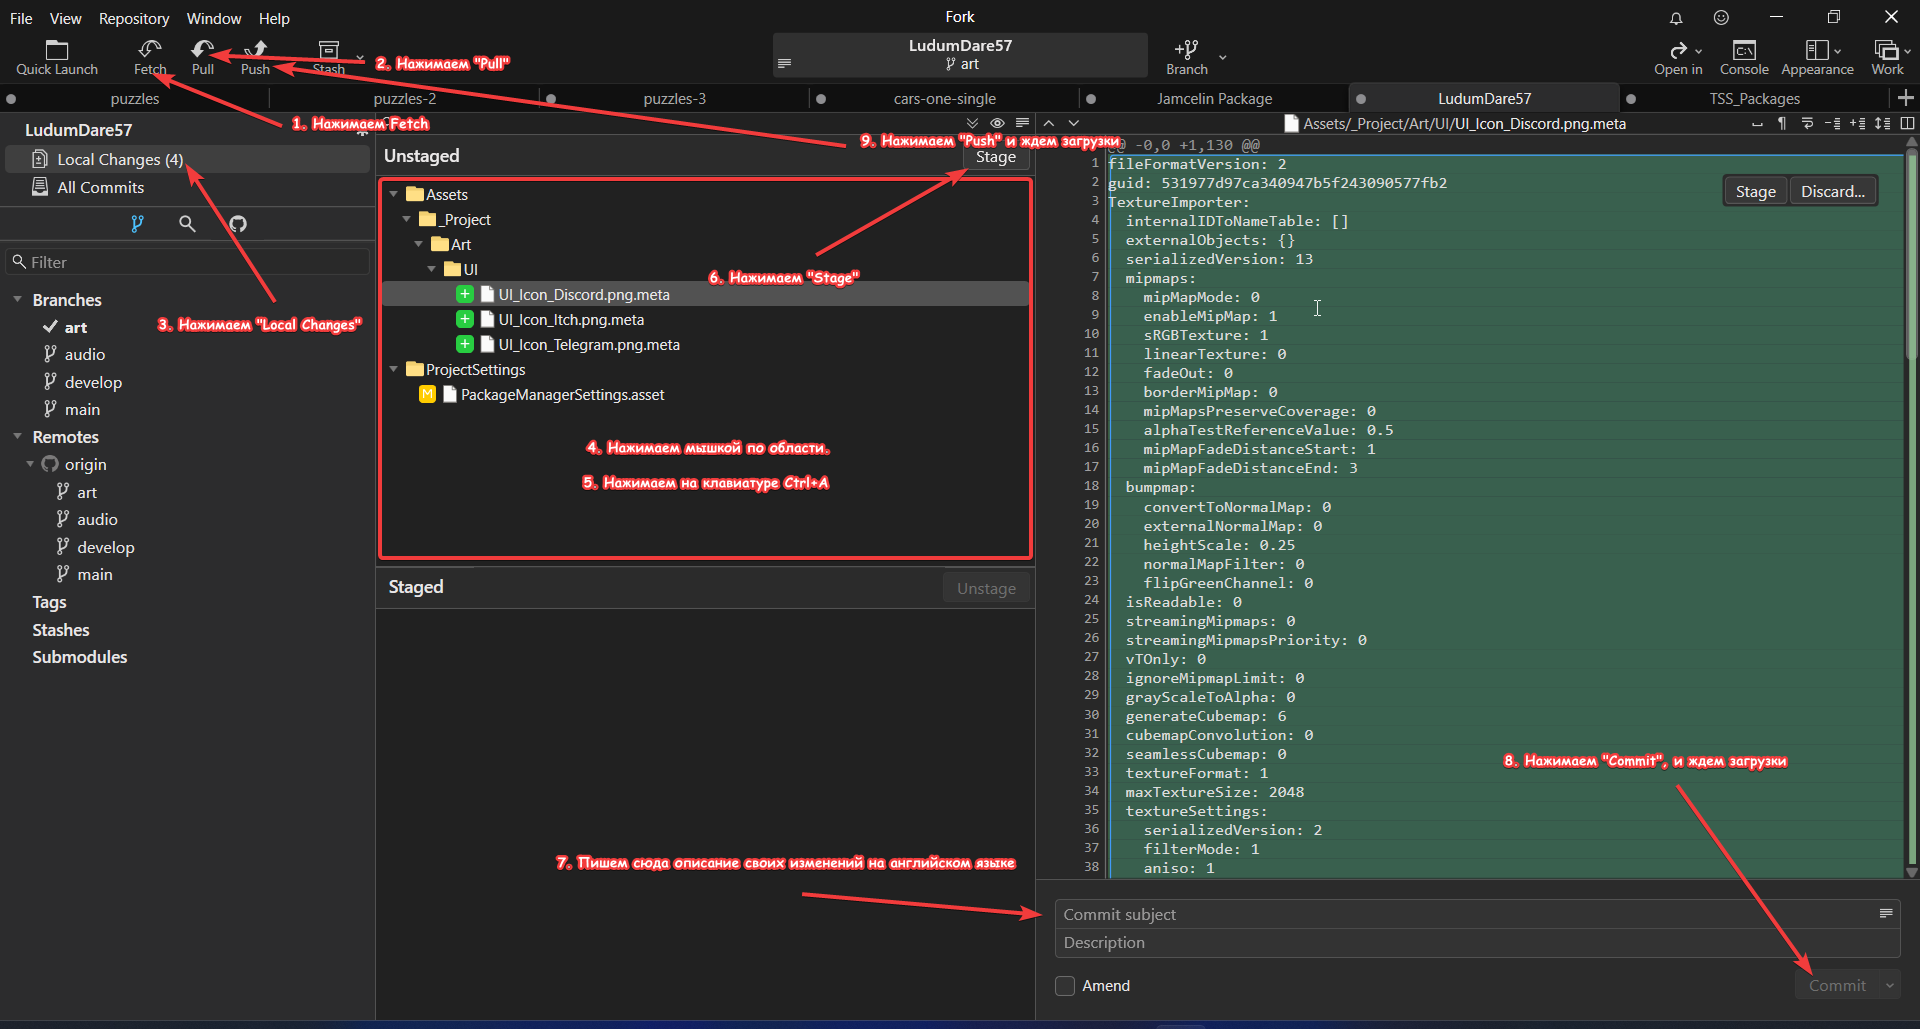 File View Repository Window Help
Fork
Quick Launch
Fetch
Pull
Push
Stash
2. Нажимаем "Pull"
LudumDare57
art
Branch
Open in
Console
Appearance
Work
puzzles
puzzles-2
puzzles-3
cars-one-single
Jamcelin Package
LudumDare57
TSS_Packages
1. Нажимаем Fetch
9. Нажимаем "Push" и ждем загрузки
LudumDare57
Local Changes (4)
All Commits
Filter
3. Нажимаем "Local Changes"
Branches
art
audio
develop
main
Remotes
origin
art
audio
develop
main
Tags
Stashes
Submodules
Unstaged
Stage
Assets
_Project
Art
UI
UI_Icon_Discord.png.meta
UI_Icon_Itch.png.meta
UI_Icon_Telegram.png.meta
ProjectSettings
M PackageManagerSettings.asset
6. Нажимаем "Stage"
4. Нажимаем мышкой по области.
5. Нажимаем на клавиатуре Ctrl+A
Staged
Unstage
7. Пишем сюда описание своих изменений на английском языке
Assets/_Project/Art/UI/UI_Icon_Discord.png.meta
-0,0 +1,130 @@
Stage
Discard...
1 fileFormatVersion: 2
2 guid: 531977d97ca340947b5f243090577fb2
3 TextureImporter:
4 internalIDToNameTable: []
5 externalObjects: {}
6 serializedVersion: 13
7 mipmaps:
8 mipMapMode: 0
9 enableMipMap: 1
10 sRGBTexture: 1
11 linearTexture: 0
12 fadeOut: 0
13 borderMipMap: 0
14 mipMapsPreserveCoverage: 0
15 alphaTestReferenceValue: 0.5
16 mipMapFadeDistanceStart: 1
17 mipMapFadeDistanceEnd: 3
18 bumpmap:
19 convertToNormalMap: 0
20 externalNormalMap: 0
21 heightScale: 0.25
22 normalMapFilter: 0
23 flipGreenChannel: 0
24 isReadable: 0
25 streamingMipmaps: 0
26 streamingMipmapsPriority: 0
27 vTOnly: 0
28 ignoreMipmapLimit: 0
29 grayScaleToAlpha: 0
30 generateCubemap: 6
31 cubemapConvolution: 0
32 seamlessCubemap: 0
33 textureFormat: 1
34 maxTextureSize: 2048
35 textureSettings:
36 serializedVersion: 2
37 filterMode: 1
38 aniso: 1
8. Нажимаем "Commit", и ждем загрузки
Commit subject
Description
Amend
Commit